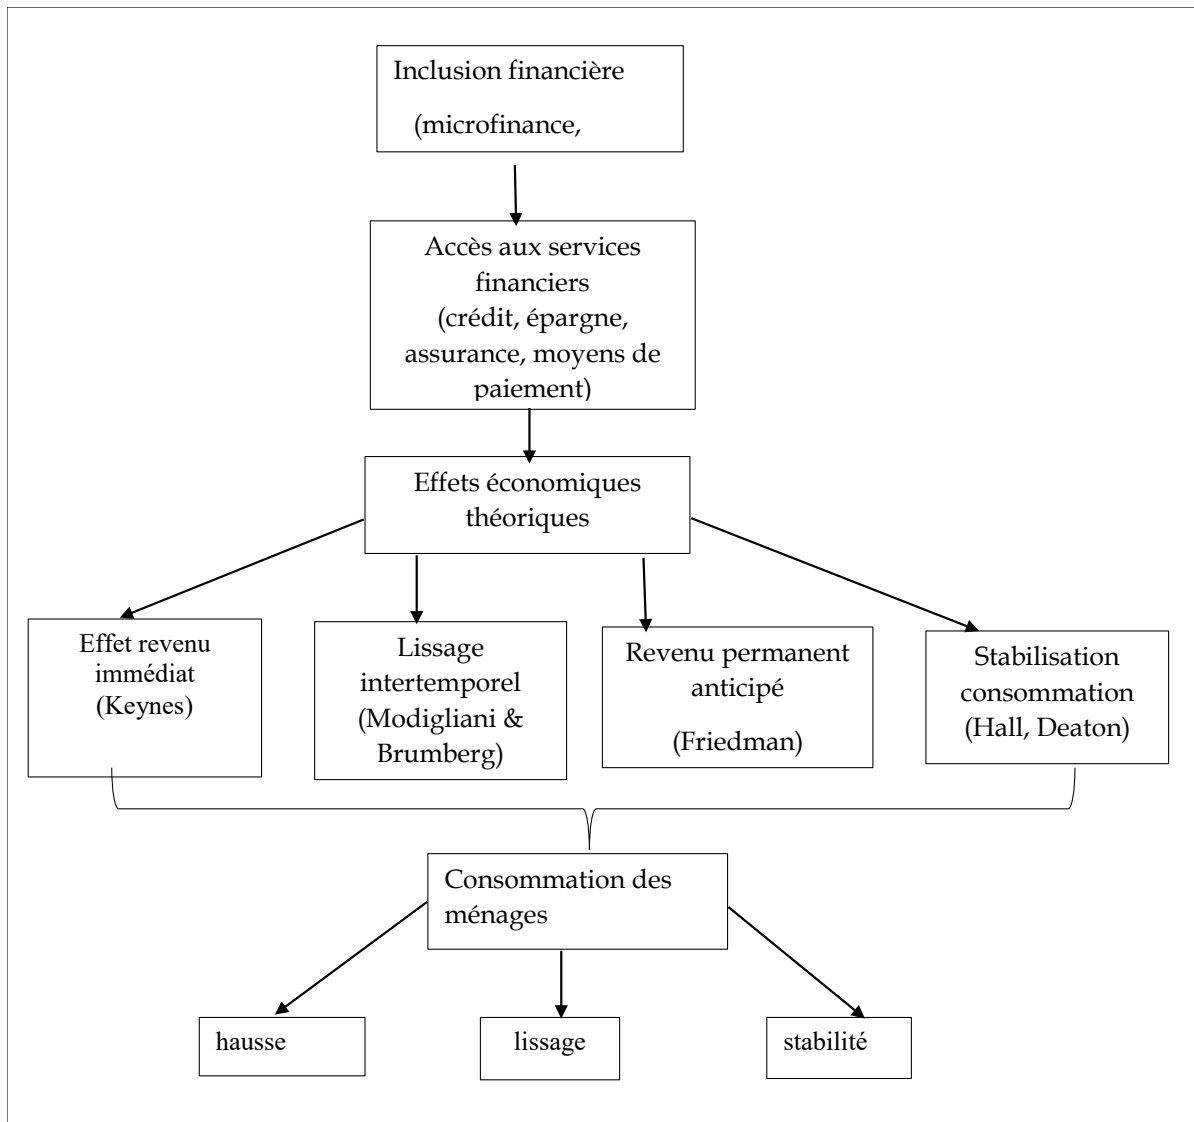 Inclusion financière
(microfinance,
Accès aux services
financiers
(crédit, épargne,
assurance, moyens de
paiement)
Effets économiques
théoriques
Effet revenu
immédiat
(Keynes)
Lissage
intertemporel
(Modigliani &
Brumberg)
Revenu permanent
anticipé
(Friedman)
Stabilisation
consommation
(Hall, Deaton)
Consommation des
ménages
hausse
lissage
stabilité